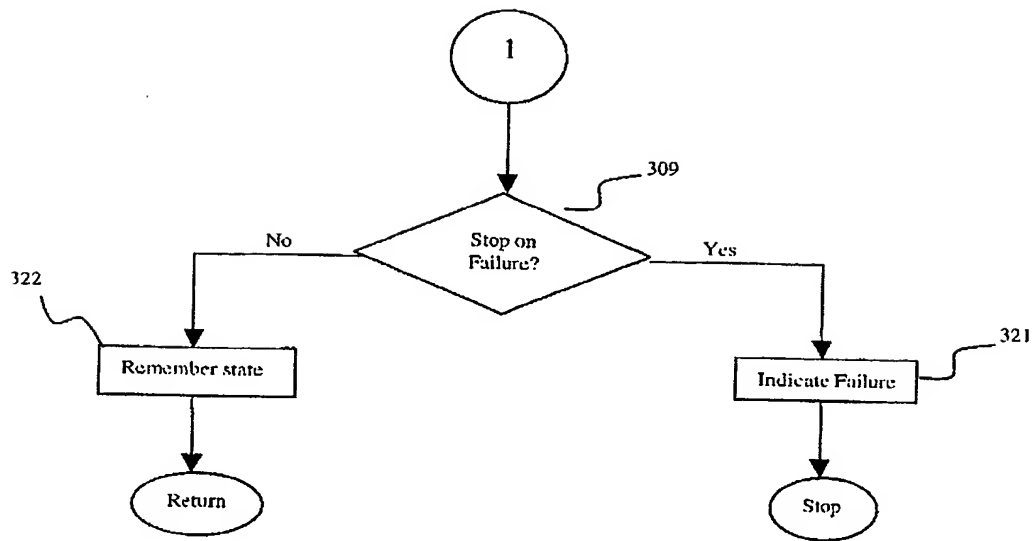 1
309
Stop on
Failure?
No
Yes
322
321
Remember state
Indicate Failure
Return
Stop